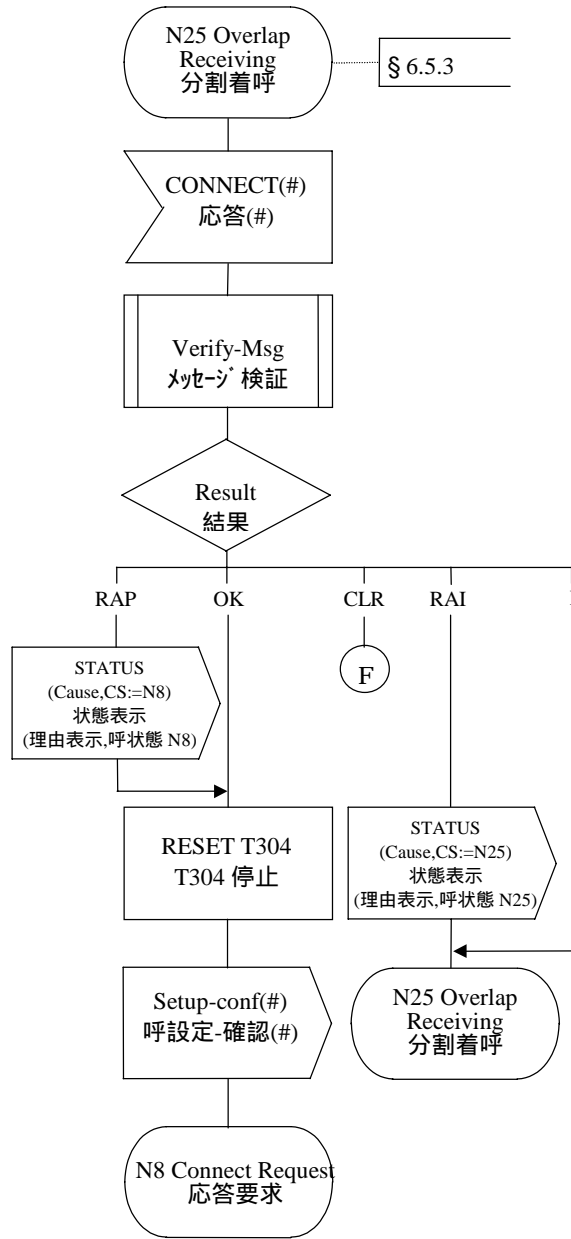 N25 Overlap
Receiving
分割着呼
§ 6.5.3
CONNECT(#)
応答(#)
Verify-Msg
ﾒｯｾｰｼﾞ検証
Result
結果
RAP
OK
CLR
RAI
STATUS
(Cause,CS:=N8)
状態表示
(理由表示,呼状態 N8)
F
RESET T304
T304 停止
STATUS
(Cause,CS:=N25)
状態表示
(理由表示,呼状態 N25)
Setup-conf(#)
呼設定-確認(#)
N25 Overlap
Receiving
分割着呼
N8 Connect Request
応答要求